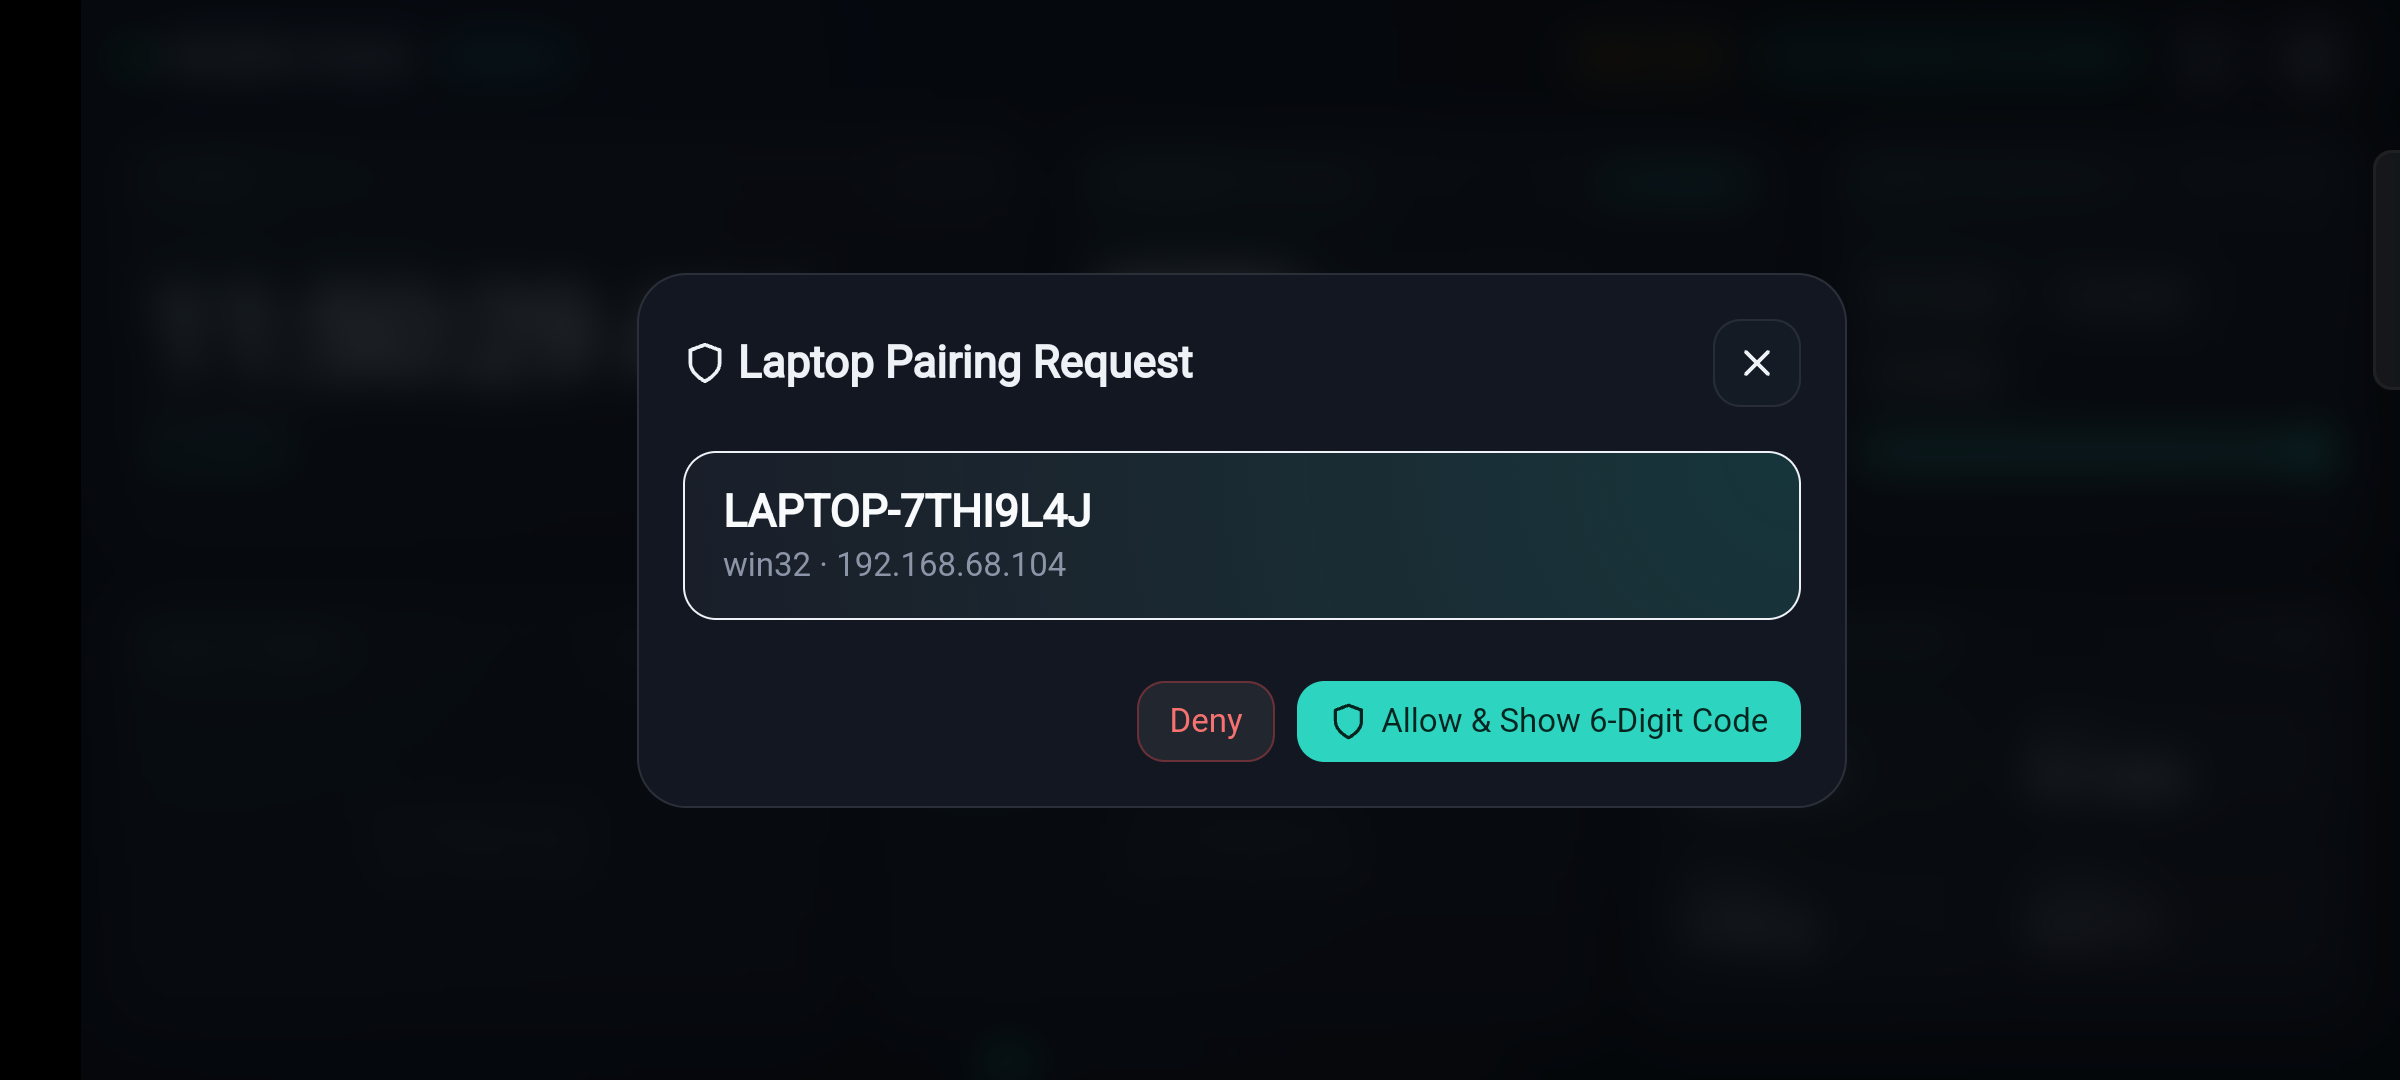 Laptop Pairing Request
LAPTOP-7THI9L4J
win32 · 192.168.68.104
Deny
Allow & Show 6-Digit Code